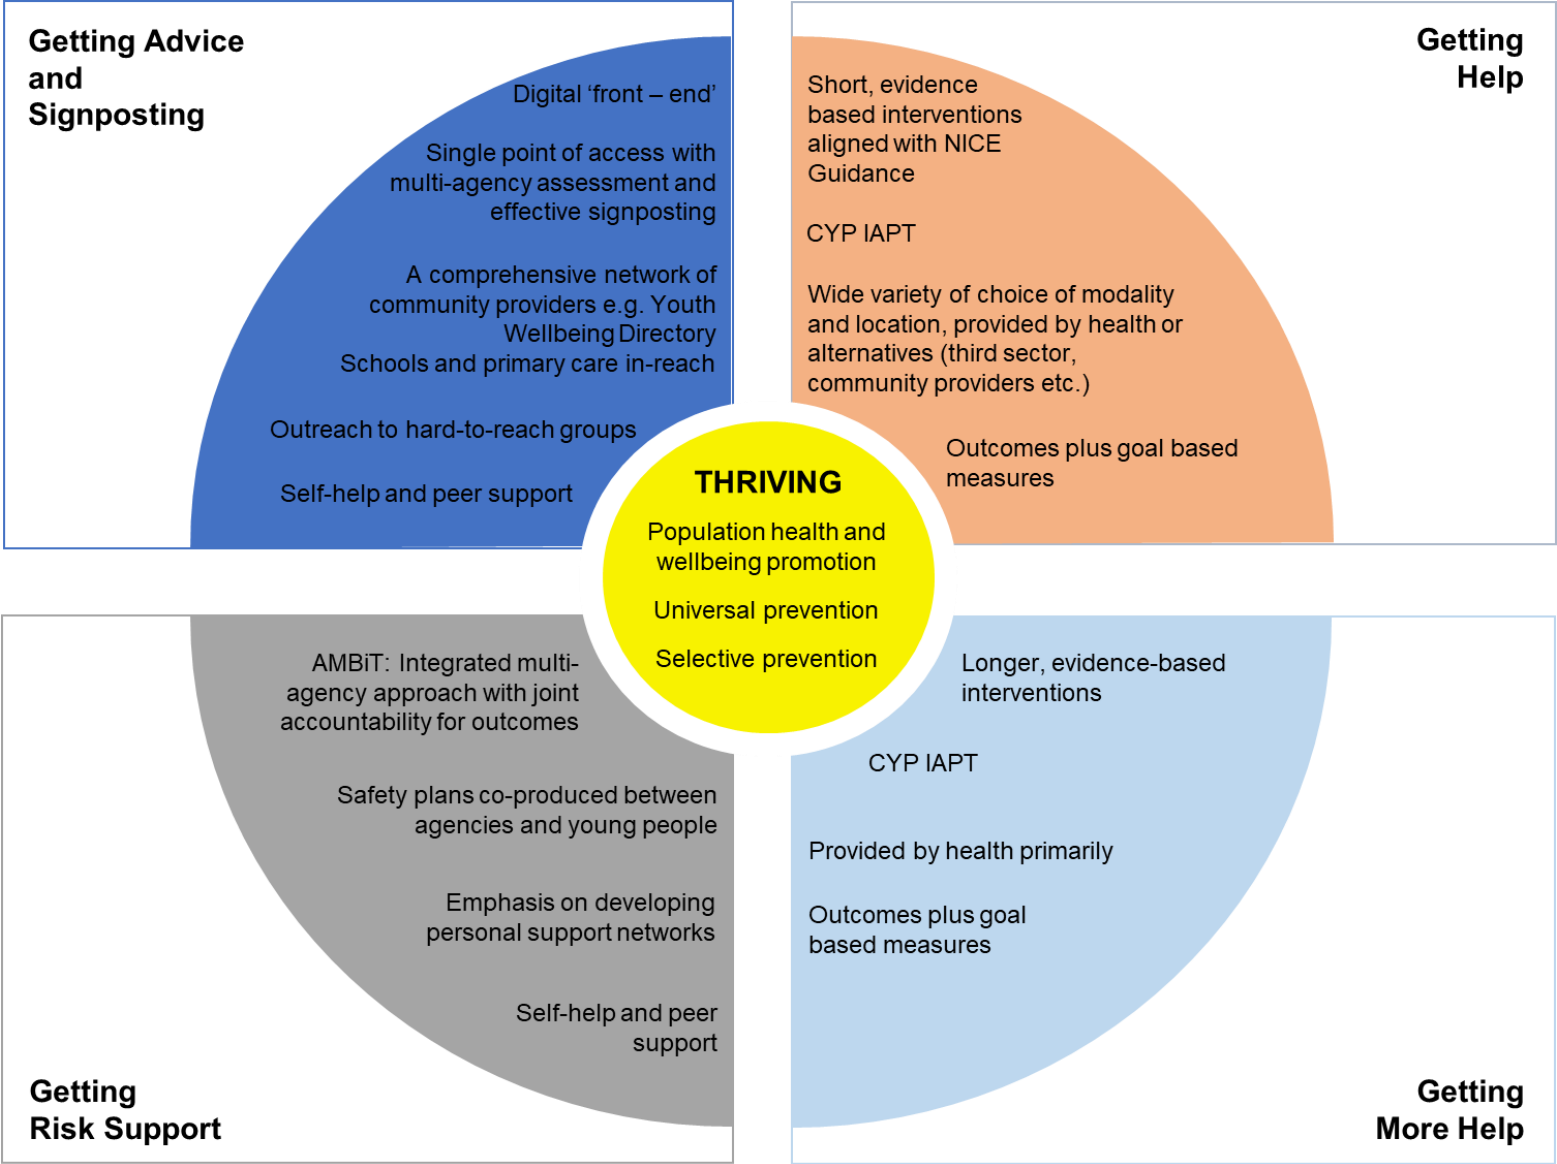 Getting Advice
and
Signposting
Digital ‘front – end’
Single point of access with
multi-agency assessment and
effective signposting
A comprehensive network of
community providers e.g. Youth
Wellbeing Directory
Schools and primary care in-reach
Outreach to hard-to-reach groups
Self-help and peer support
Getting
Help
Short, evidence
based interventions
aligned with NICE
Guidance
CYP IAPT
Wide variety of choice of modality
and location, provided by health or
alternatives (third sector,
community providers etc.)
Outcomes plus goal based
measures
THRIVING
Population health and
wellbeing promotion
Universal prevention
Selective prevention
AMBiT: Integrated multi-
agency approach with joint
accountability for outcomes
Safety plans co-produced between
agencies and young people
Emphasis on developing
personal support networks
Self-help and peer
support
Getting
Risk Support
Longer, evidence-based
interventions
CYP IAPT
Provided by health primarily
Outcomes plus goal
based measures
Getting
More Help